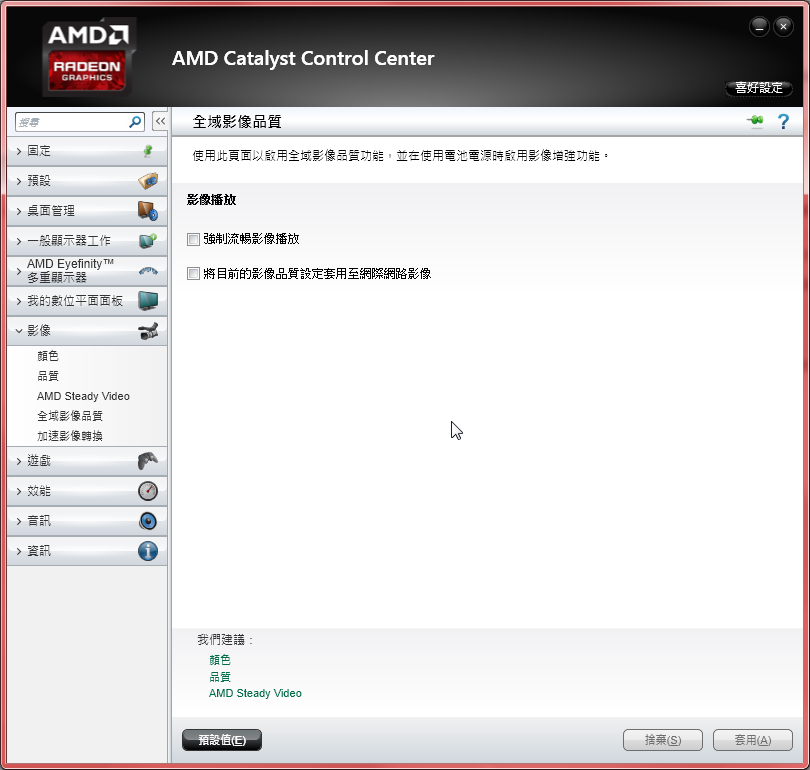 AMD
RADEON
GRAPHICS
AMD Catalyst Control Center
喜好設定
搜尋
全域影像品質
使用此頁面以啟用全域影像品質功能，並在使用電池電源時啟用影像增強功能。
固定
預設
桌面管理
一般顯示器工作
AMD Eyefinity™
多重顯示器
我的數位平面面板
影像
顏色
品質
AMD Steady Video
全域影像品質
加速影像轉換
遊戲
效能
音訊
資訊
影像播放
強制流暢影像播放
將目前的影像品質設定套用至網際網路影像
我們建議：
顏色
品質
AMD Steady Video
預設值(E)
捨棄(S)
套用(A)